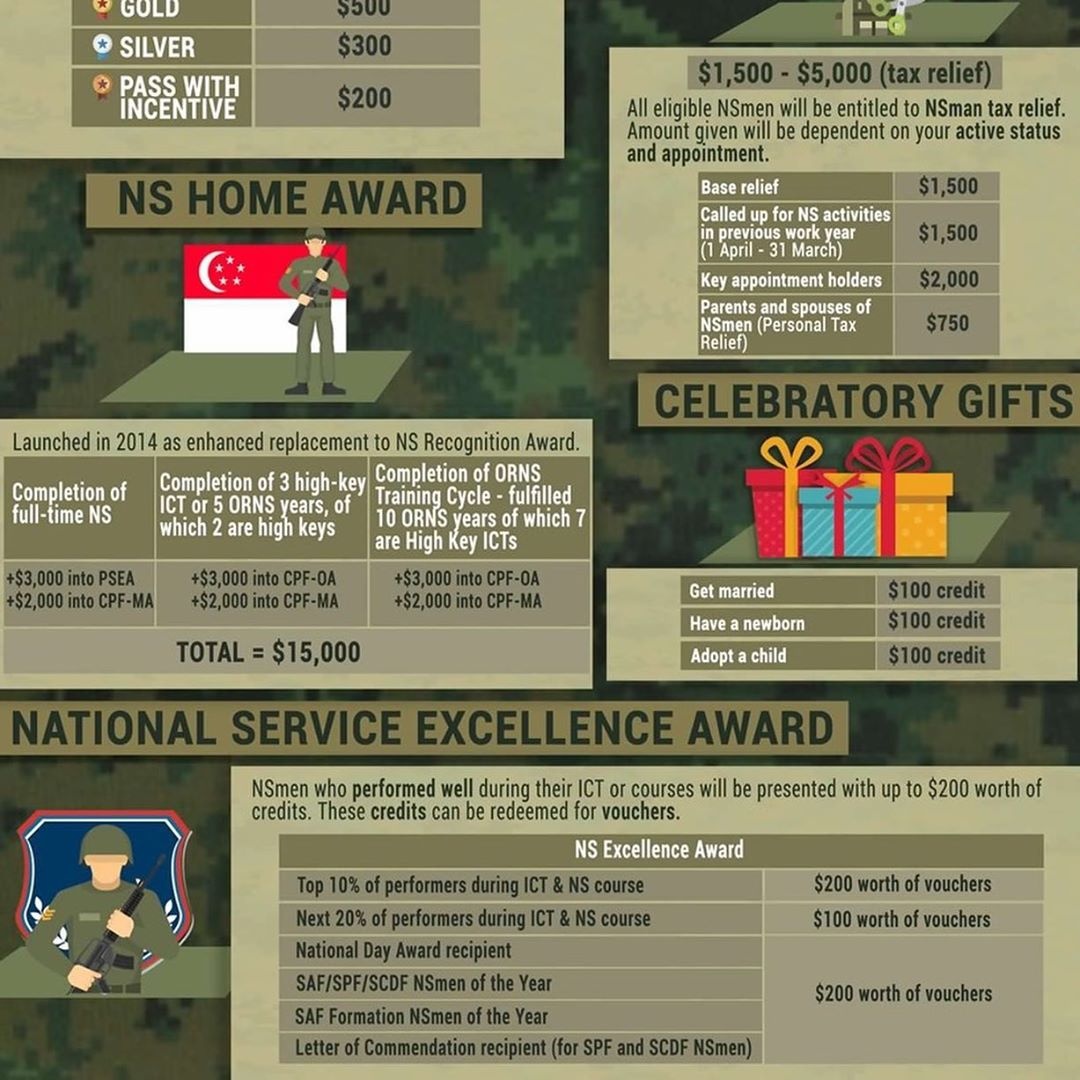 GOLD $500
SILVER $300
PASS WITH
INCENTIVE $200
$1,500 - $5,000 (tax relief)
All eligible NSmen will be entitled to NSman tax relief.
Amount given will be dependent on your active status
and appointment.
Base relief $1,500
Called up for NS activities
in previous work year
(1 April - 31 March)
$1,500
Key appointment holders $2,000
Parents and spouses of
NSmen (Personal Tax
Relief)
$750
NS HOME AWARD
Launched in 2014 as enhanced replacement to NS Recognition Award.
Completion of
full-time NS
Completion of 3 high-key
ICT or 5 ORNS years, of
which 2 are high keys
Completion of ORNS
Training Cycle - fulfilled
10 ORNS years of which 7
are High Key ICTs
+$3,000 into PSEA
+$2,000 into CPF-MA
+$3,000 into CPF-OA
+$2,000 into CPF-MA
+$3,000 into CPF-OA
+$2,000 into CPF-MA
TOTAL = $15,000
CELEBRATORY GIFTS
Get married $100 credit
Have a newborn $100 credit
Adopt a child $100 credit
NATIONAL SERVICE EXCELLENCE AWARD
NSmen who performed well during their ICT or courses will be presented with up to $200 worth of
credits. These credits can be redeemed for vouchers.
NS Excellence Award
Top 10% of performers during ICT & NS course $200 worth of vouchers
Next 20% of performers during ICT & NS course $100 worth of vouchers
National Day Award recipient
SAF/SPF/SCDF NSmen of the Year
SAF Formation NSmen of the Year
Letter of Commendation recipient (for SPF and SCDF NSmen)
$200 worth of vouchers